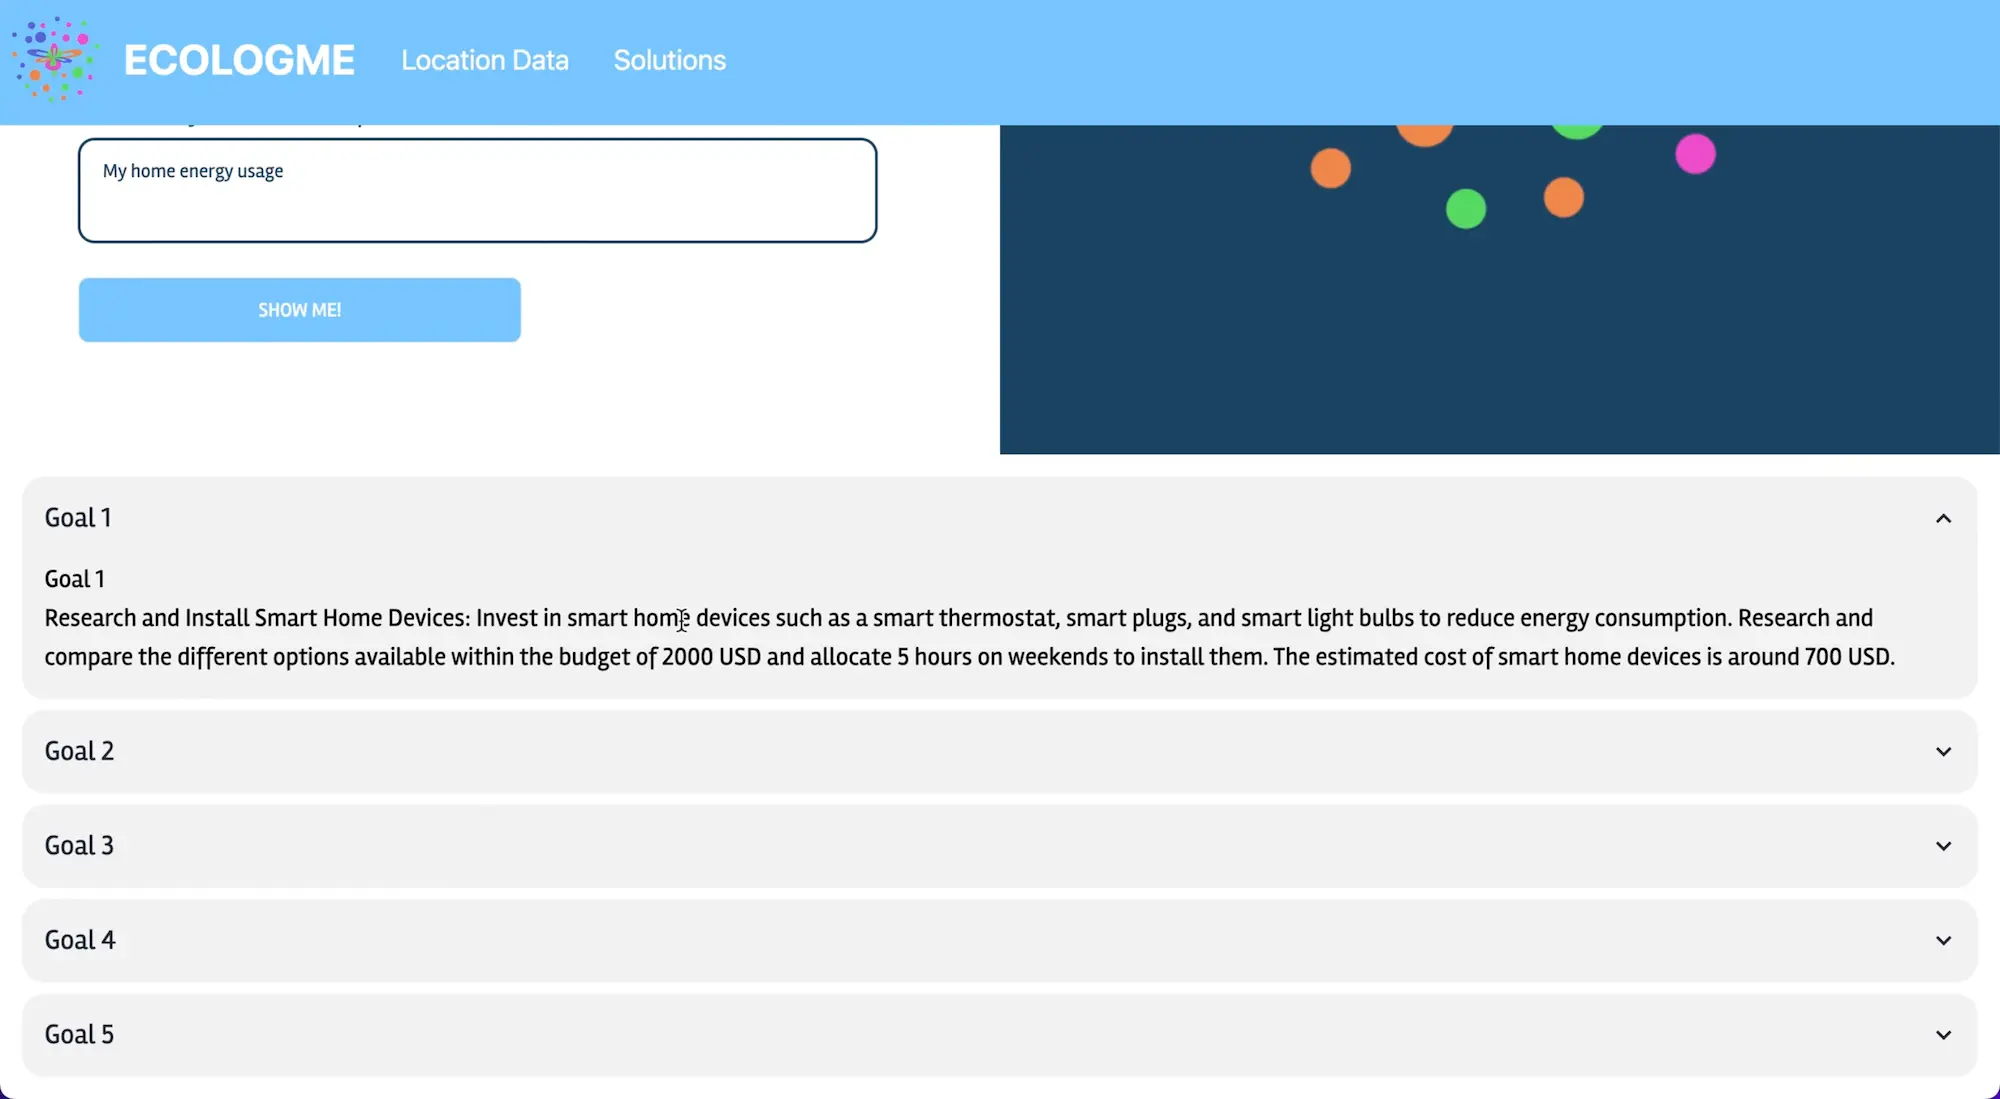 ECOLOGME
Location Data
Solutions
My home energy usage
SHOW ME!
Goal 1
Goal 1
Research and Install Smart Home Devices: Invest in smart home devices such as a smart thermostat, smart plugs, and smart light bulbs to reduce energy consumption. Research and
compare the different options available within the budget of 2000 USD and allocate 5 hours on weekends to install them. The estimated cost of smart home devices is around 700 USD.
Goal 2
Goal 3
Goal 4
Goal 5